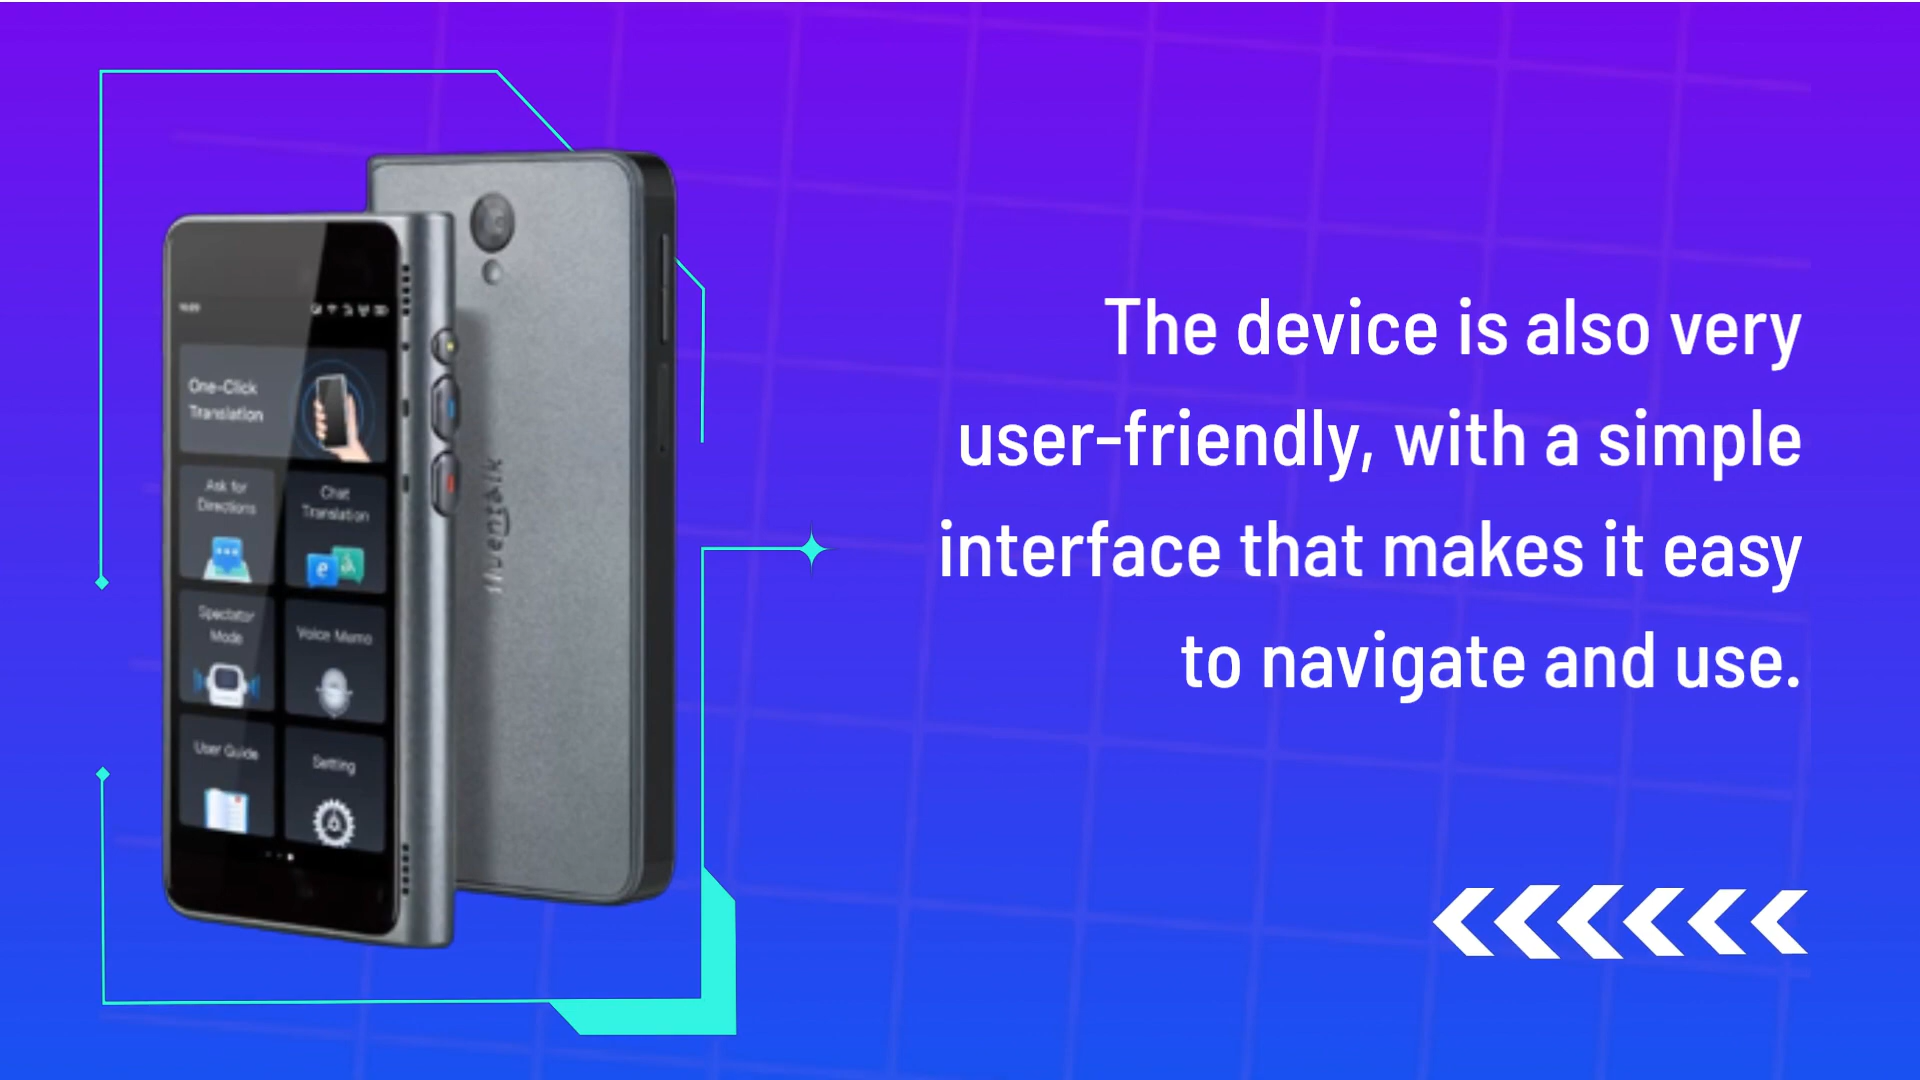 One-Click
Translation
Ask for
Directions
Chat
Translation
Spectator
Mode
Voice Memo
User Guide
Setting
fluentalk
The device is also very
user-friendly, with a simple
interface that makes it easy
to navigate and use.